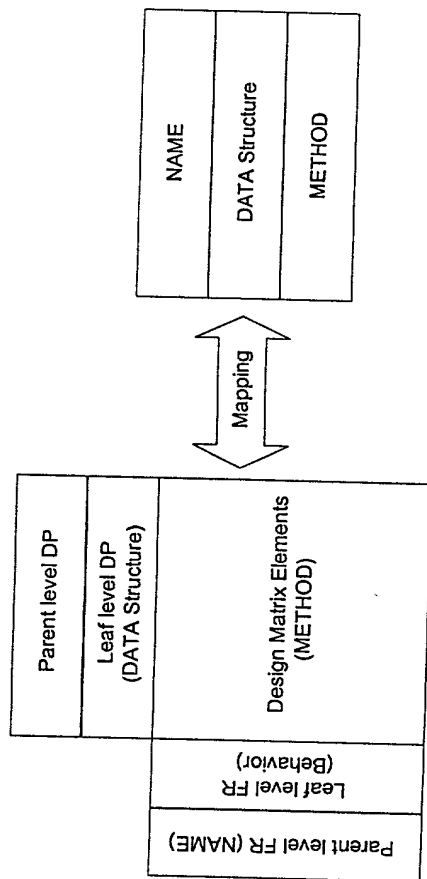 Parent level DP
Leaf level DP
(DATA Structure)
Design Matrix Elements
(METHOD)
Parent level FR (NAME)
Leaf level FR
(Behavior)
Mapping
NAME
DATA Structure
METHOD